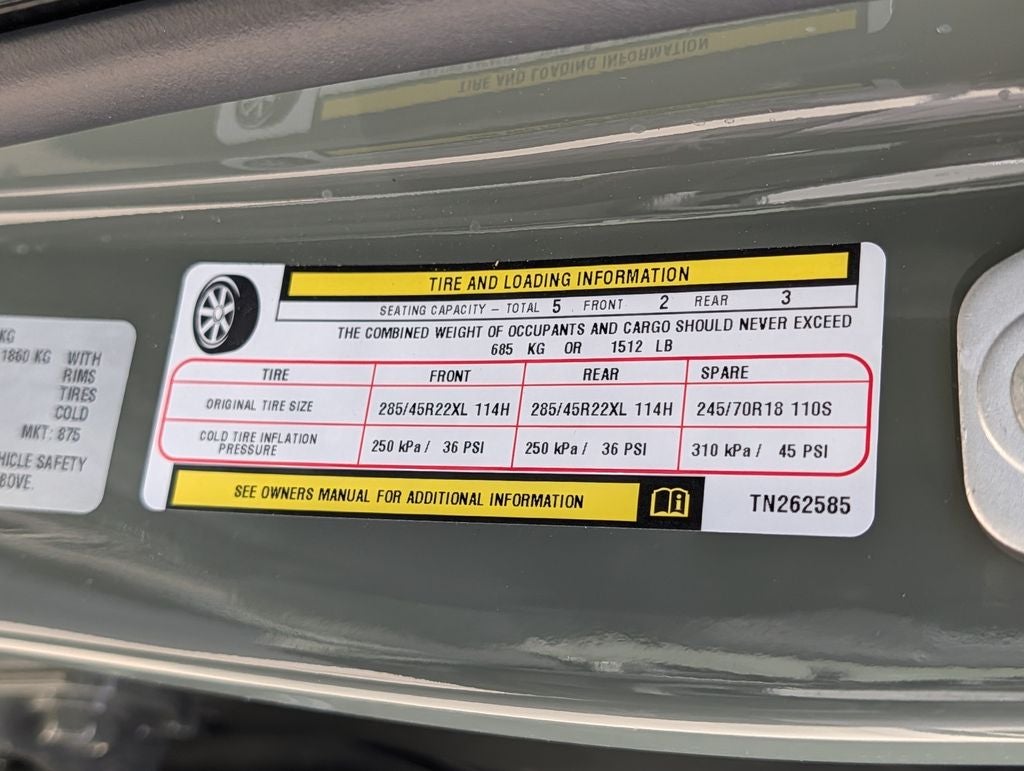 TIRE AND LOADING INFORMATION
TIRE AND LOADING INFORMATION
SEATING CAPACITY – TOTAL 5 FRONT 2 REAR 3
THE COMBINED WEIGHT OF OCCUPANTS AND CARGO SHOULD NEVER EXCEED
685 KG OR 1512 LB
TIRE FRONT REAR SPARE
ORIGINAL TIRE SIZE 285/45R22XL 114H 285/45R22XL 114H 245/70R18 110S
COLD TIRE INFLATION PRESSURE 250 kPa / 36 PSI 250 kPa / 36 PSI 310 kPa / 45 PSI
SEE OWNERS MANUAL FOR ADDITIONAL INFORMATION
TN262585
KG
1860 KG WITH
RIMS
TIRES
COLD
MKT: 875
HICLE SAFETY
BOVE.